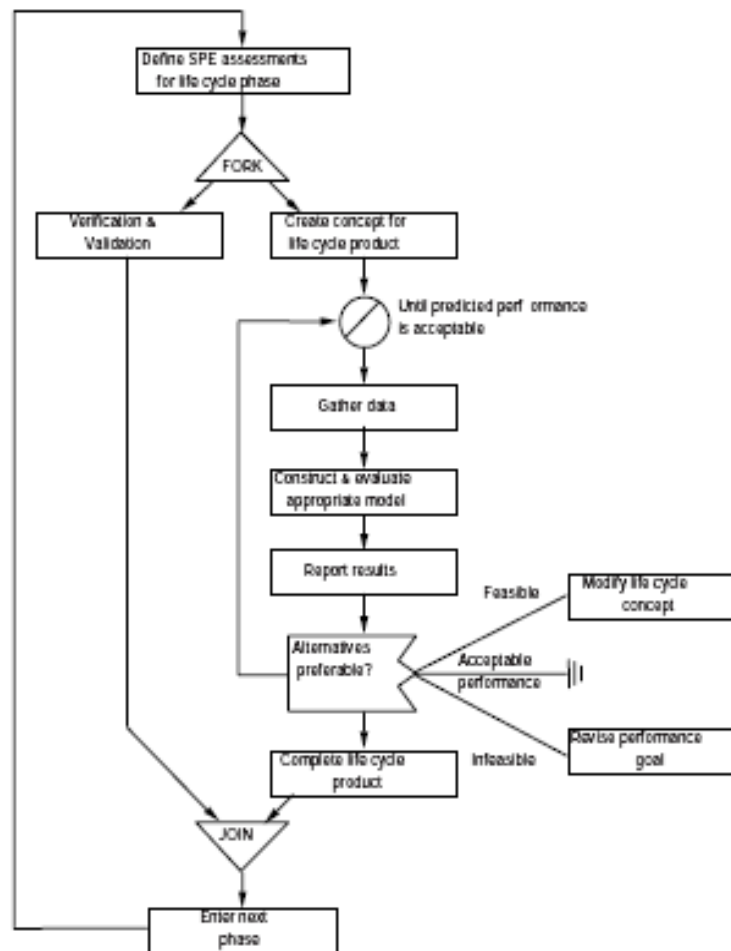 Define SPE assessments
for life cycle phase
FORK
Verification &
Validation
Create concept for
life cycle product
Until predicted perf ormance
is acceptable
Gather data
Construct & evaluate
appropriate model
Report results
Feasible
Modify life cycle
concept
Alternatives
preferable?
Acceptable
performance
Infeasible
Revise performance
goal
Complete life cycle
product
JOIN
Enter next
phase